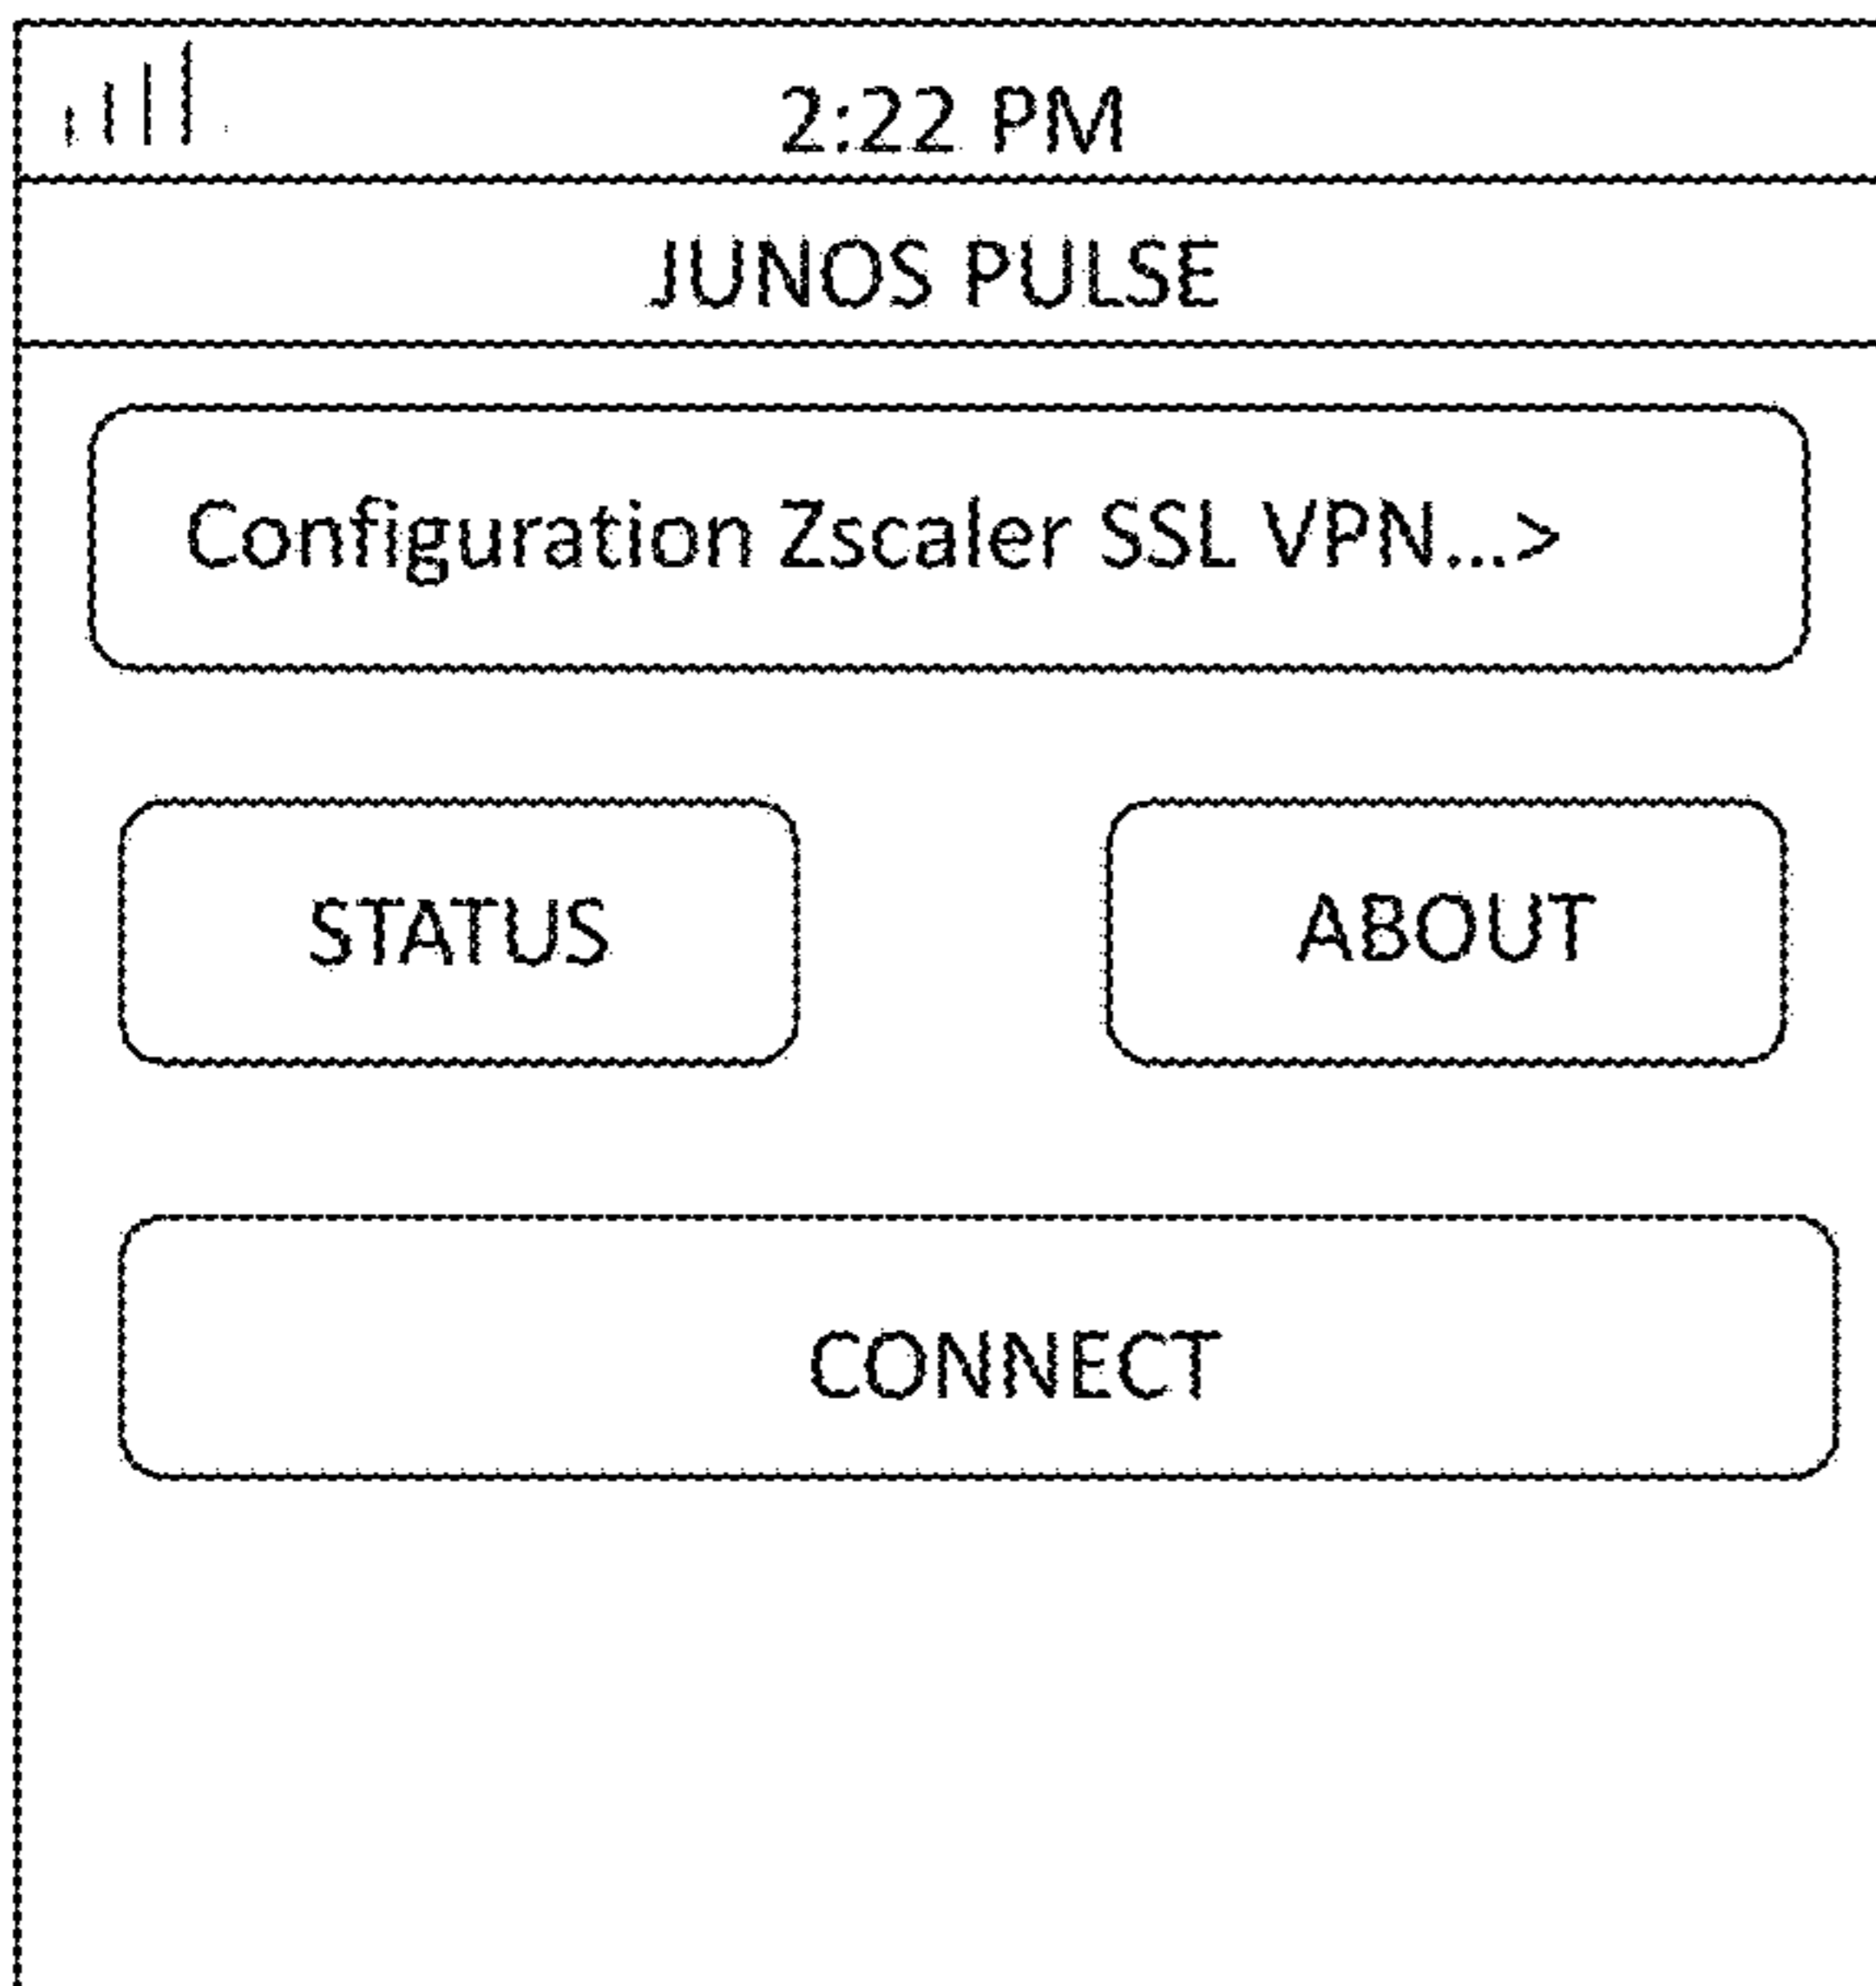 2:22 PM
JUNOS PULSE
Configuration Zscaler SSL VPN...>
STATUS
ABOUT
CONNECT